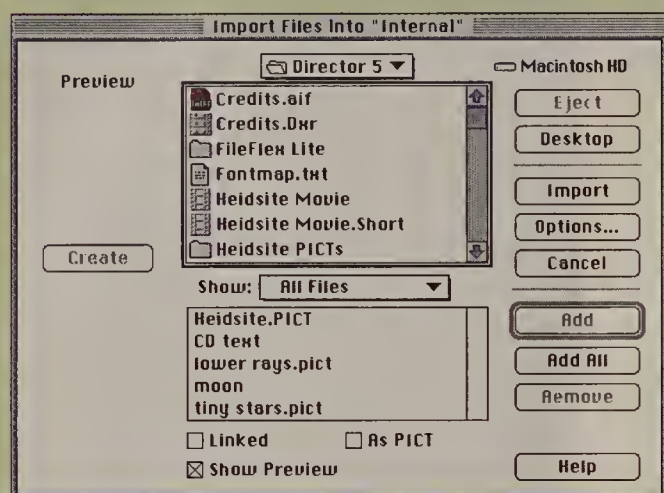 Import Files Into "Internal"
Preview
Director 5
Macintosh HD
Credits.aif
Credits.Dxr
FileFlex Lite
Fontmap.txt
Heidsite Movie
Heidsite Movie.Short
Heidsite PICTs
Eject
Desktop
Import
Options...
Cancel
Create
Show: All Files
Heidsite.PICT
CD text
lower rays.pict
moon
tiny stars.pict
Add
Add All
Remove
Linked
As PICT
Show Preview
Help